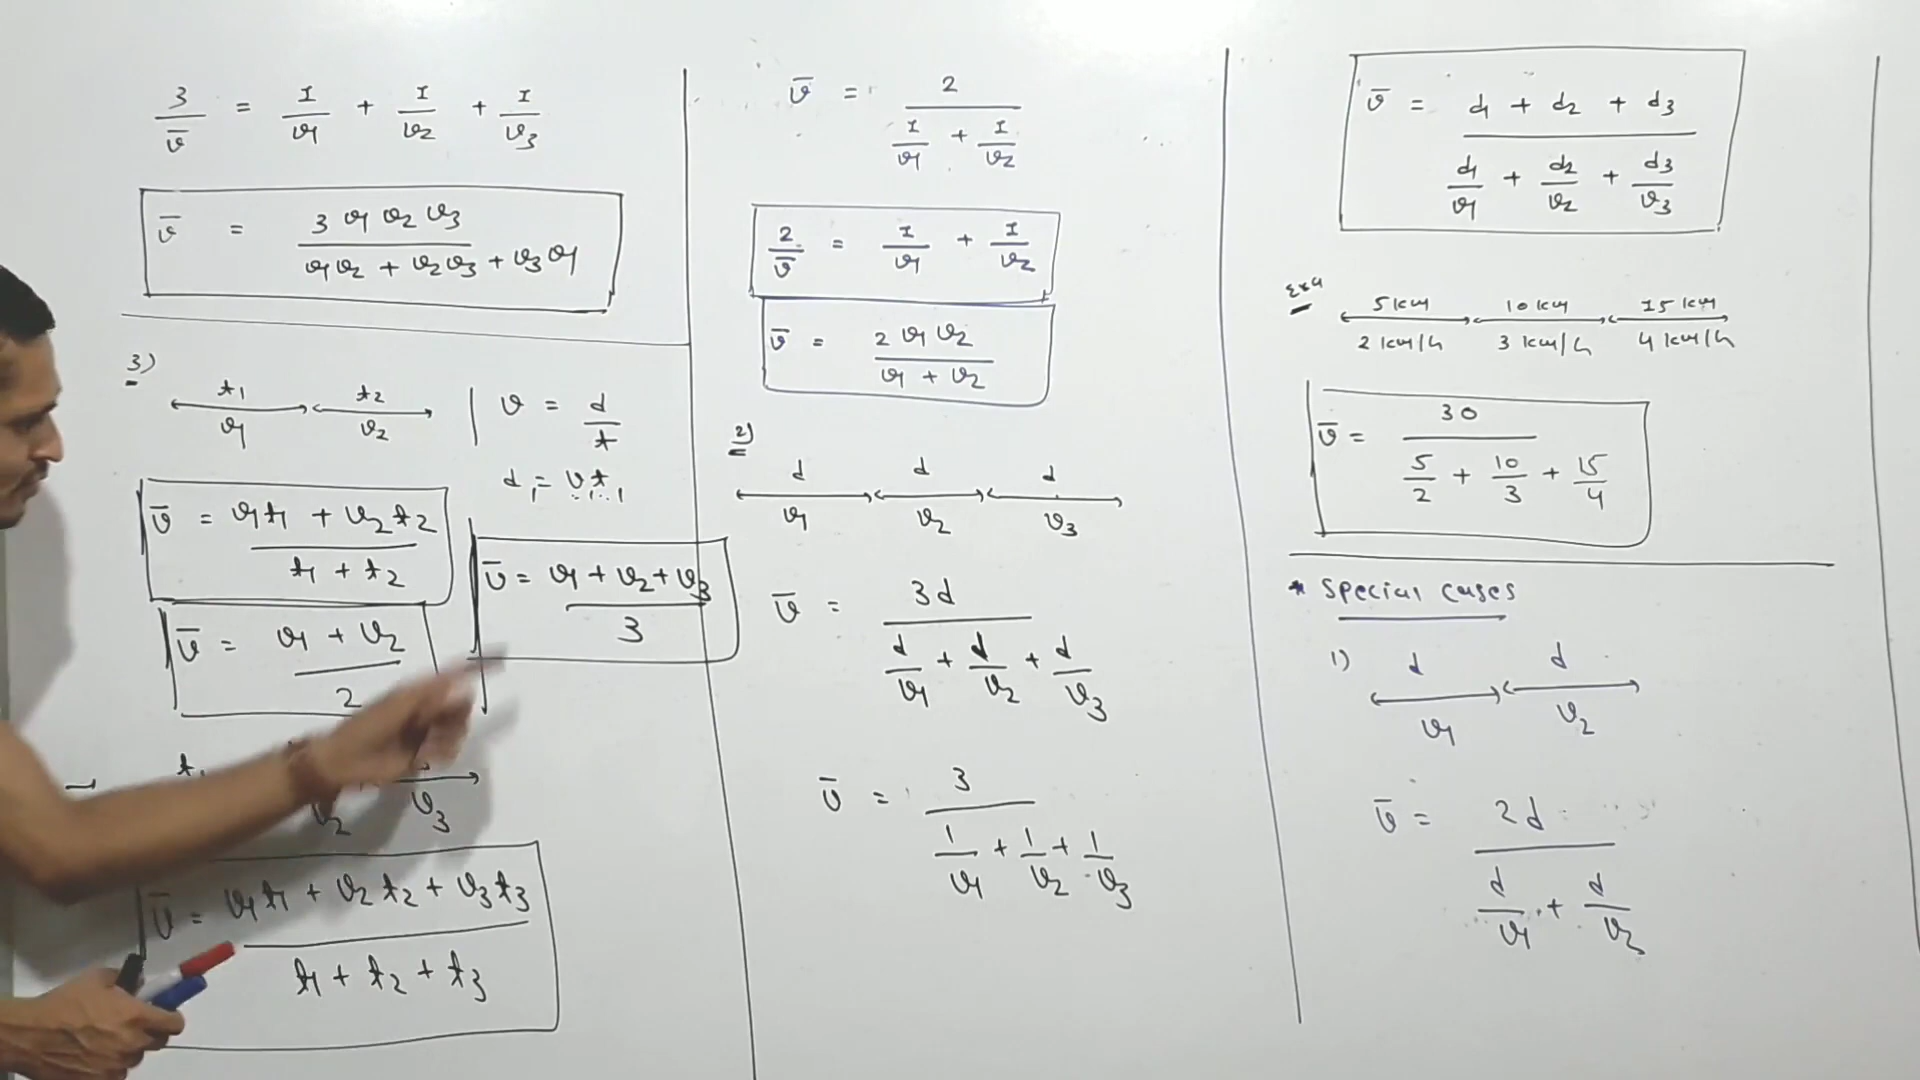 3/v̄ = 1/v1 + 1/v2 + 1/v3
v̄ = 3 v1 v2 v3 / (v1v2 + v2v3 + v3v1)
3)
t1 t2
v1 v2
v = d/t
d1 = v1t1
v̄ = (v1t1 + v2t2) / (t1 + t2)
v̄ = (v1 + v2 + v3) / 3
v̄ = (v1 + v2) / 2
t1
v2 v3
v̄ = (v1t1 + v2t2 + v3t3) / (t1 + t2 + t3)
v̄ = 2 / (1/v1 + 1/v2)
2/v̄ = 1/v1 + 1/v2
v̄ = 2 v1 v2 / (v1 + v2)
2)
d d d
v1 v2 v3
v̄ = 3d / (d/v1 + d/v2 + d/v3)
v̄ = 3 / (1/v1 + 1/v2 + 1/v3)
v̄ = (d1 + d2 + d3) / (d1/v1 + d2/v2 + d3/v3)
5 km 10 km 15 km
2 km/h 3 km/h 4 km/h
v̄ = 30 / (5/2 + 10/3 + 15/4)
* Special cases
1) d d
v1 v2
v̄ = 2d / (d/v1 + d/v2)